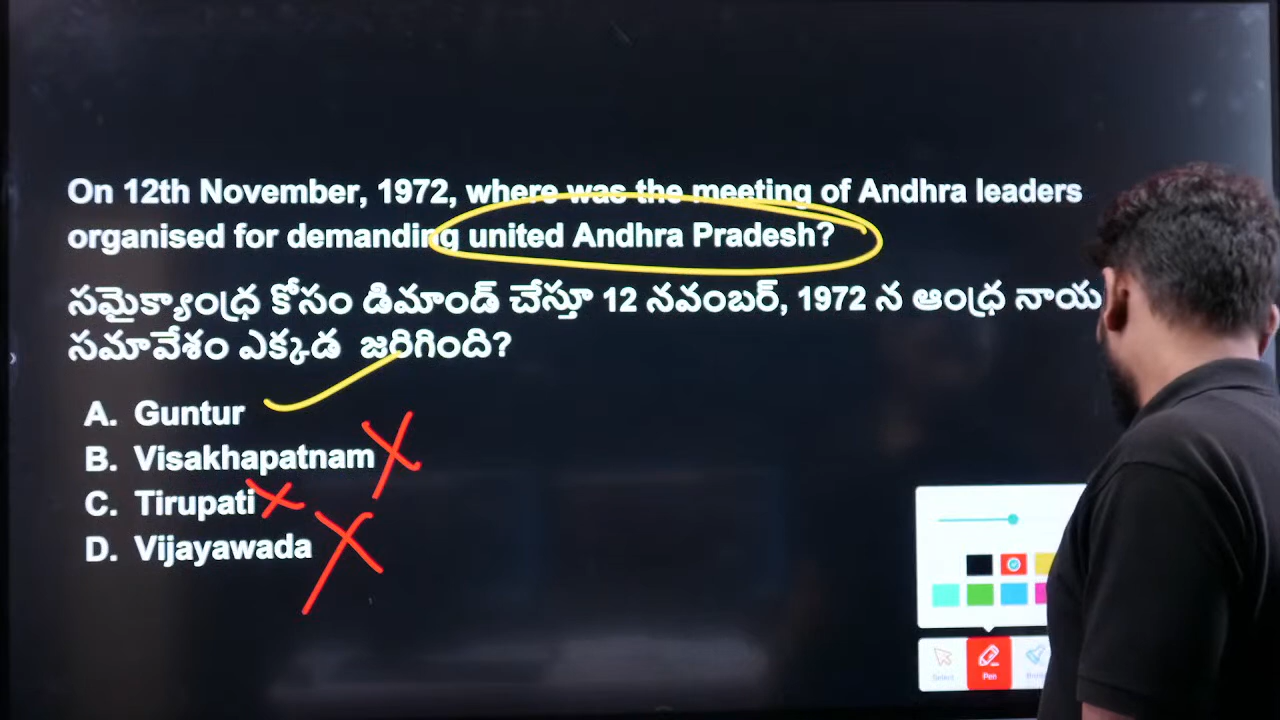 On 12th November, 1972, where was the meeting of Andhra leaders
organised for demanding united Andhra Pradesh?
సమైక్యాంధ్ర కోసం డిమాండ్ చేస్తూ 12 నవంబర్, 1972 న ఆంధ్ర నాయ
సమావేశం ఎక్కడ జరిగింది?
A. Guntur
B. Visakhapatnam
C. Tirupati
D. Vijayawada
Select Pen